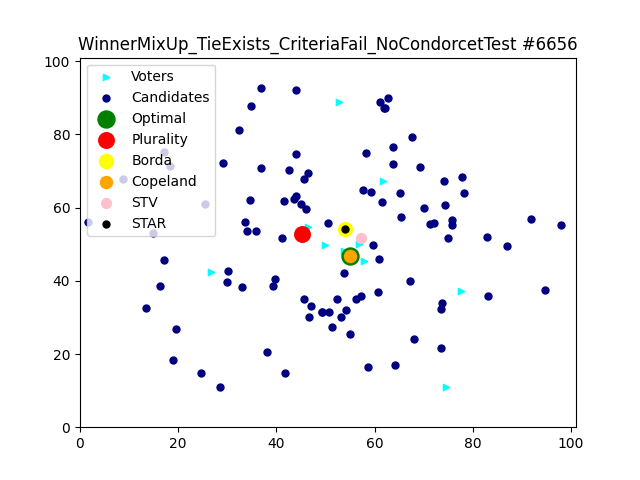 WinnerMixUp_TieExists_CriteriaFail_NoCondorcetTest #6656
100
80
60
40
20
0
0 20 40 60 80 100
Voters
Candidates
Optimal
Plurality
Borda
Copeland
STV
STAR